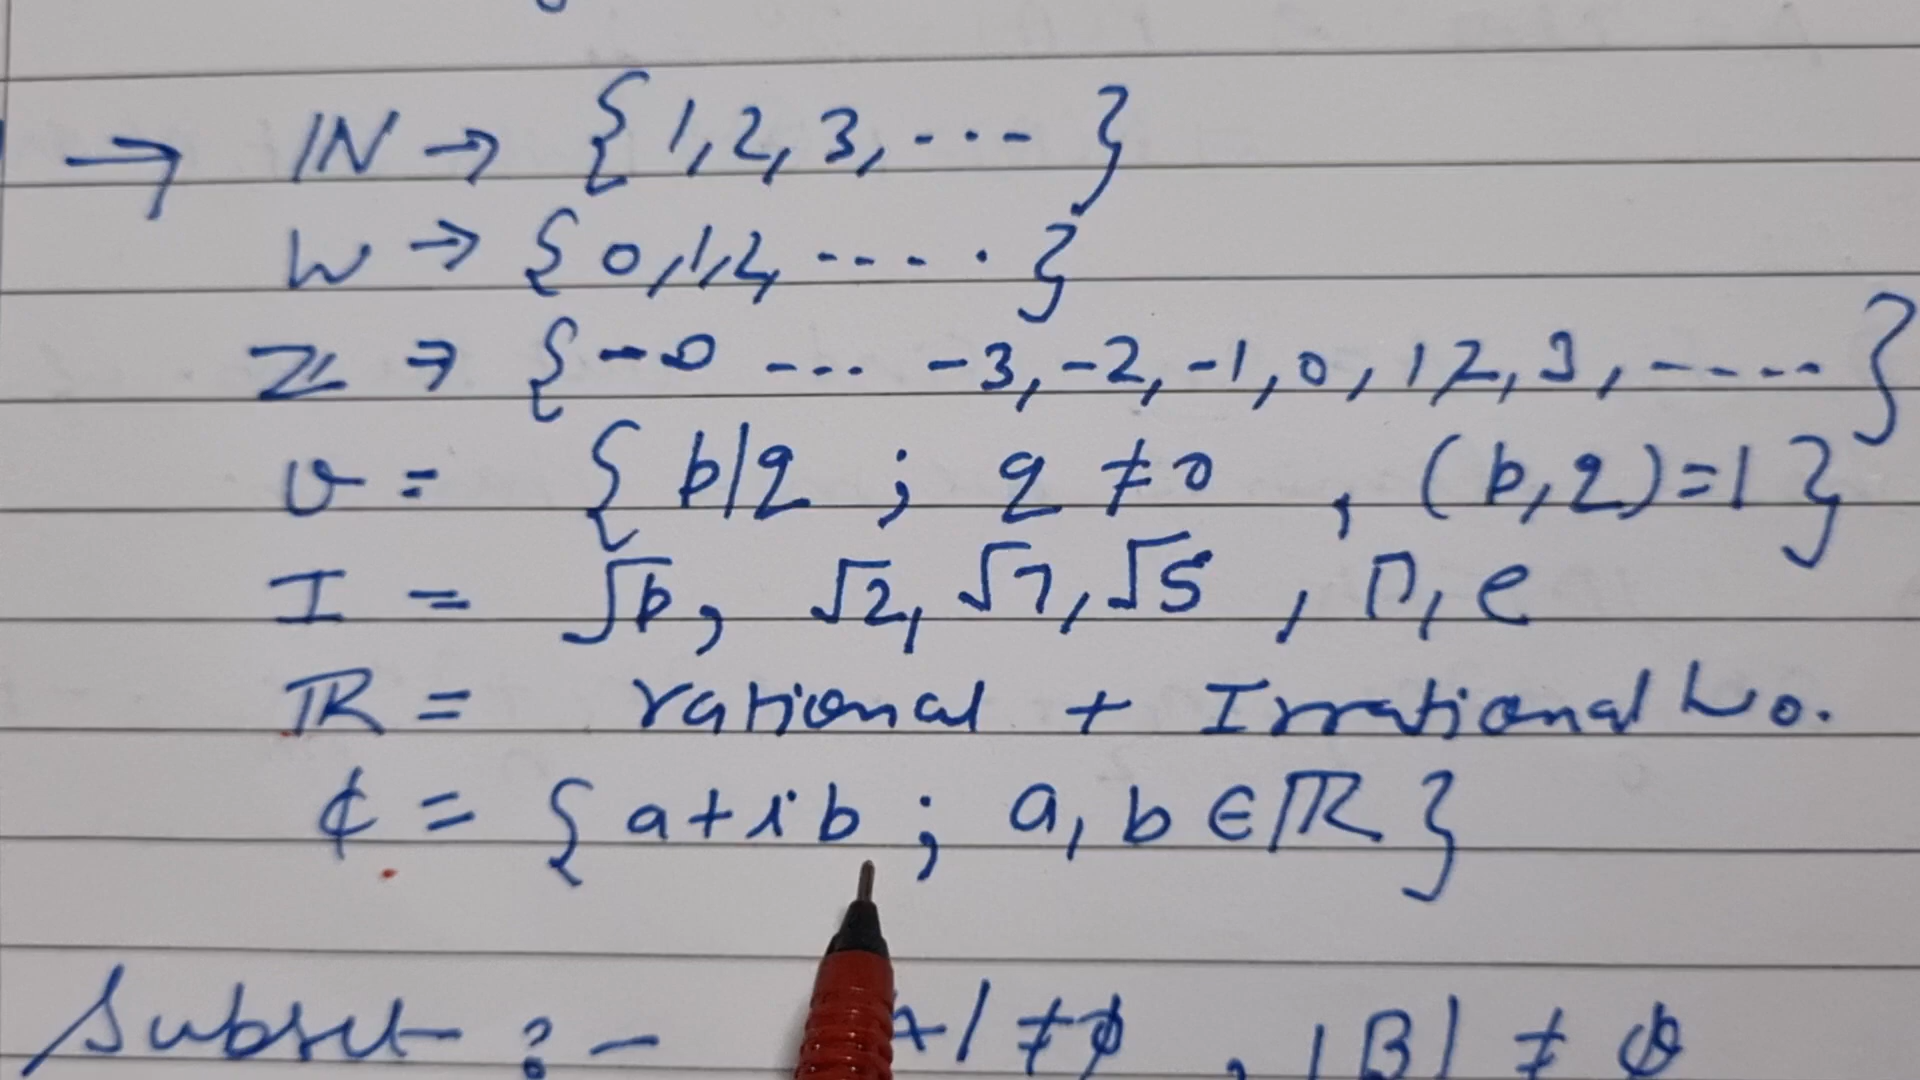 → IN → {1, 2, 3, ---}
W → {0, 1, 2, ----.}
Z → {-∞ --- -3, -2, -1, 0, 1 2, 3, -----}
Q = {p/q ; q ≠ 0 , (p, q) = 1}
I = √p, √2, √7, √5 , π, e
R = rational + Irrational No.
₵ = {a + ib ; a, b ∈ R}
Subset :- ≠ ϕ , |B| ≠ ϕ